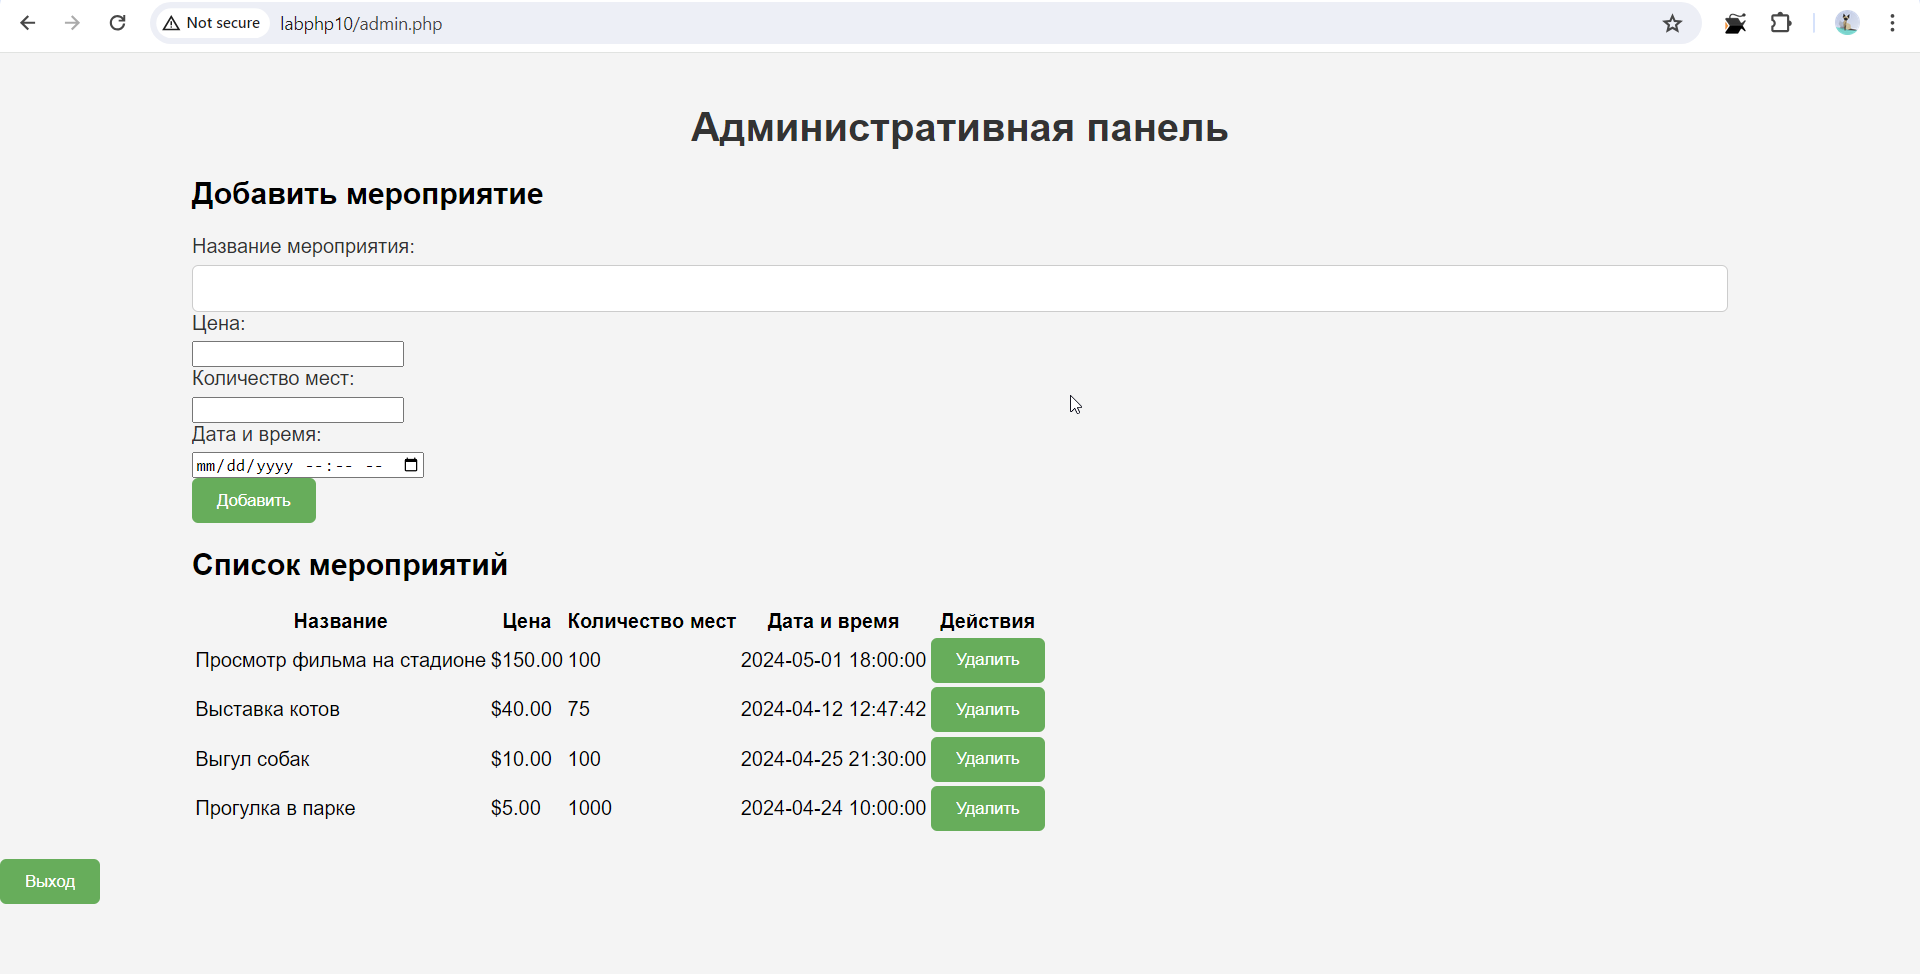 Not secure labphp10/admin.php
Административная панель
Добавить мероприятие
Название мероприятия:
Цена:
Количество мест:
Дата и время:
mm/dd/yyyy --:-- --
Добавить
Список мероприятий
Название Цена Количество мест Дата и время Действия
Просмотр фильма на стадионе $150.00 100 2024-05-01 18:00:00 Удалить
Выставка котов $40.00 75 2024-04-12 12:47:42 Удалить
Выгул собак $10.00 100 2024-04-25 21:30:00 Удалить
Прогулка в парке $5.00 1000 2024-04-24 10:00:00 Удалить
Выход